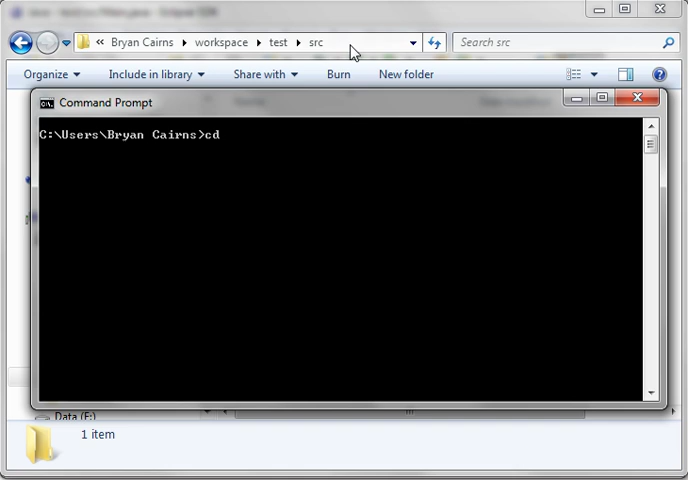 Bryan Cairns workspace test src
Search src
Organize Include in library Share with Burn New folder
Command Prompt
C:\Users\Bryan Cairns>cd
Data (F:)
1 item